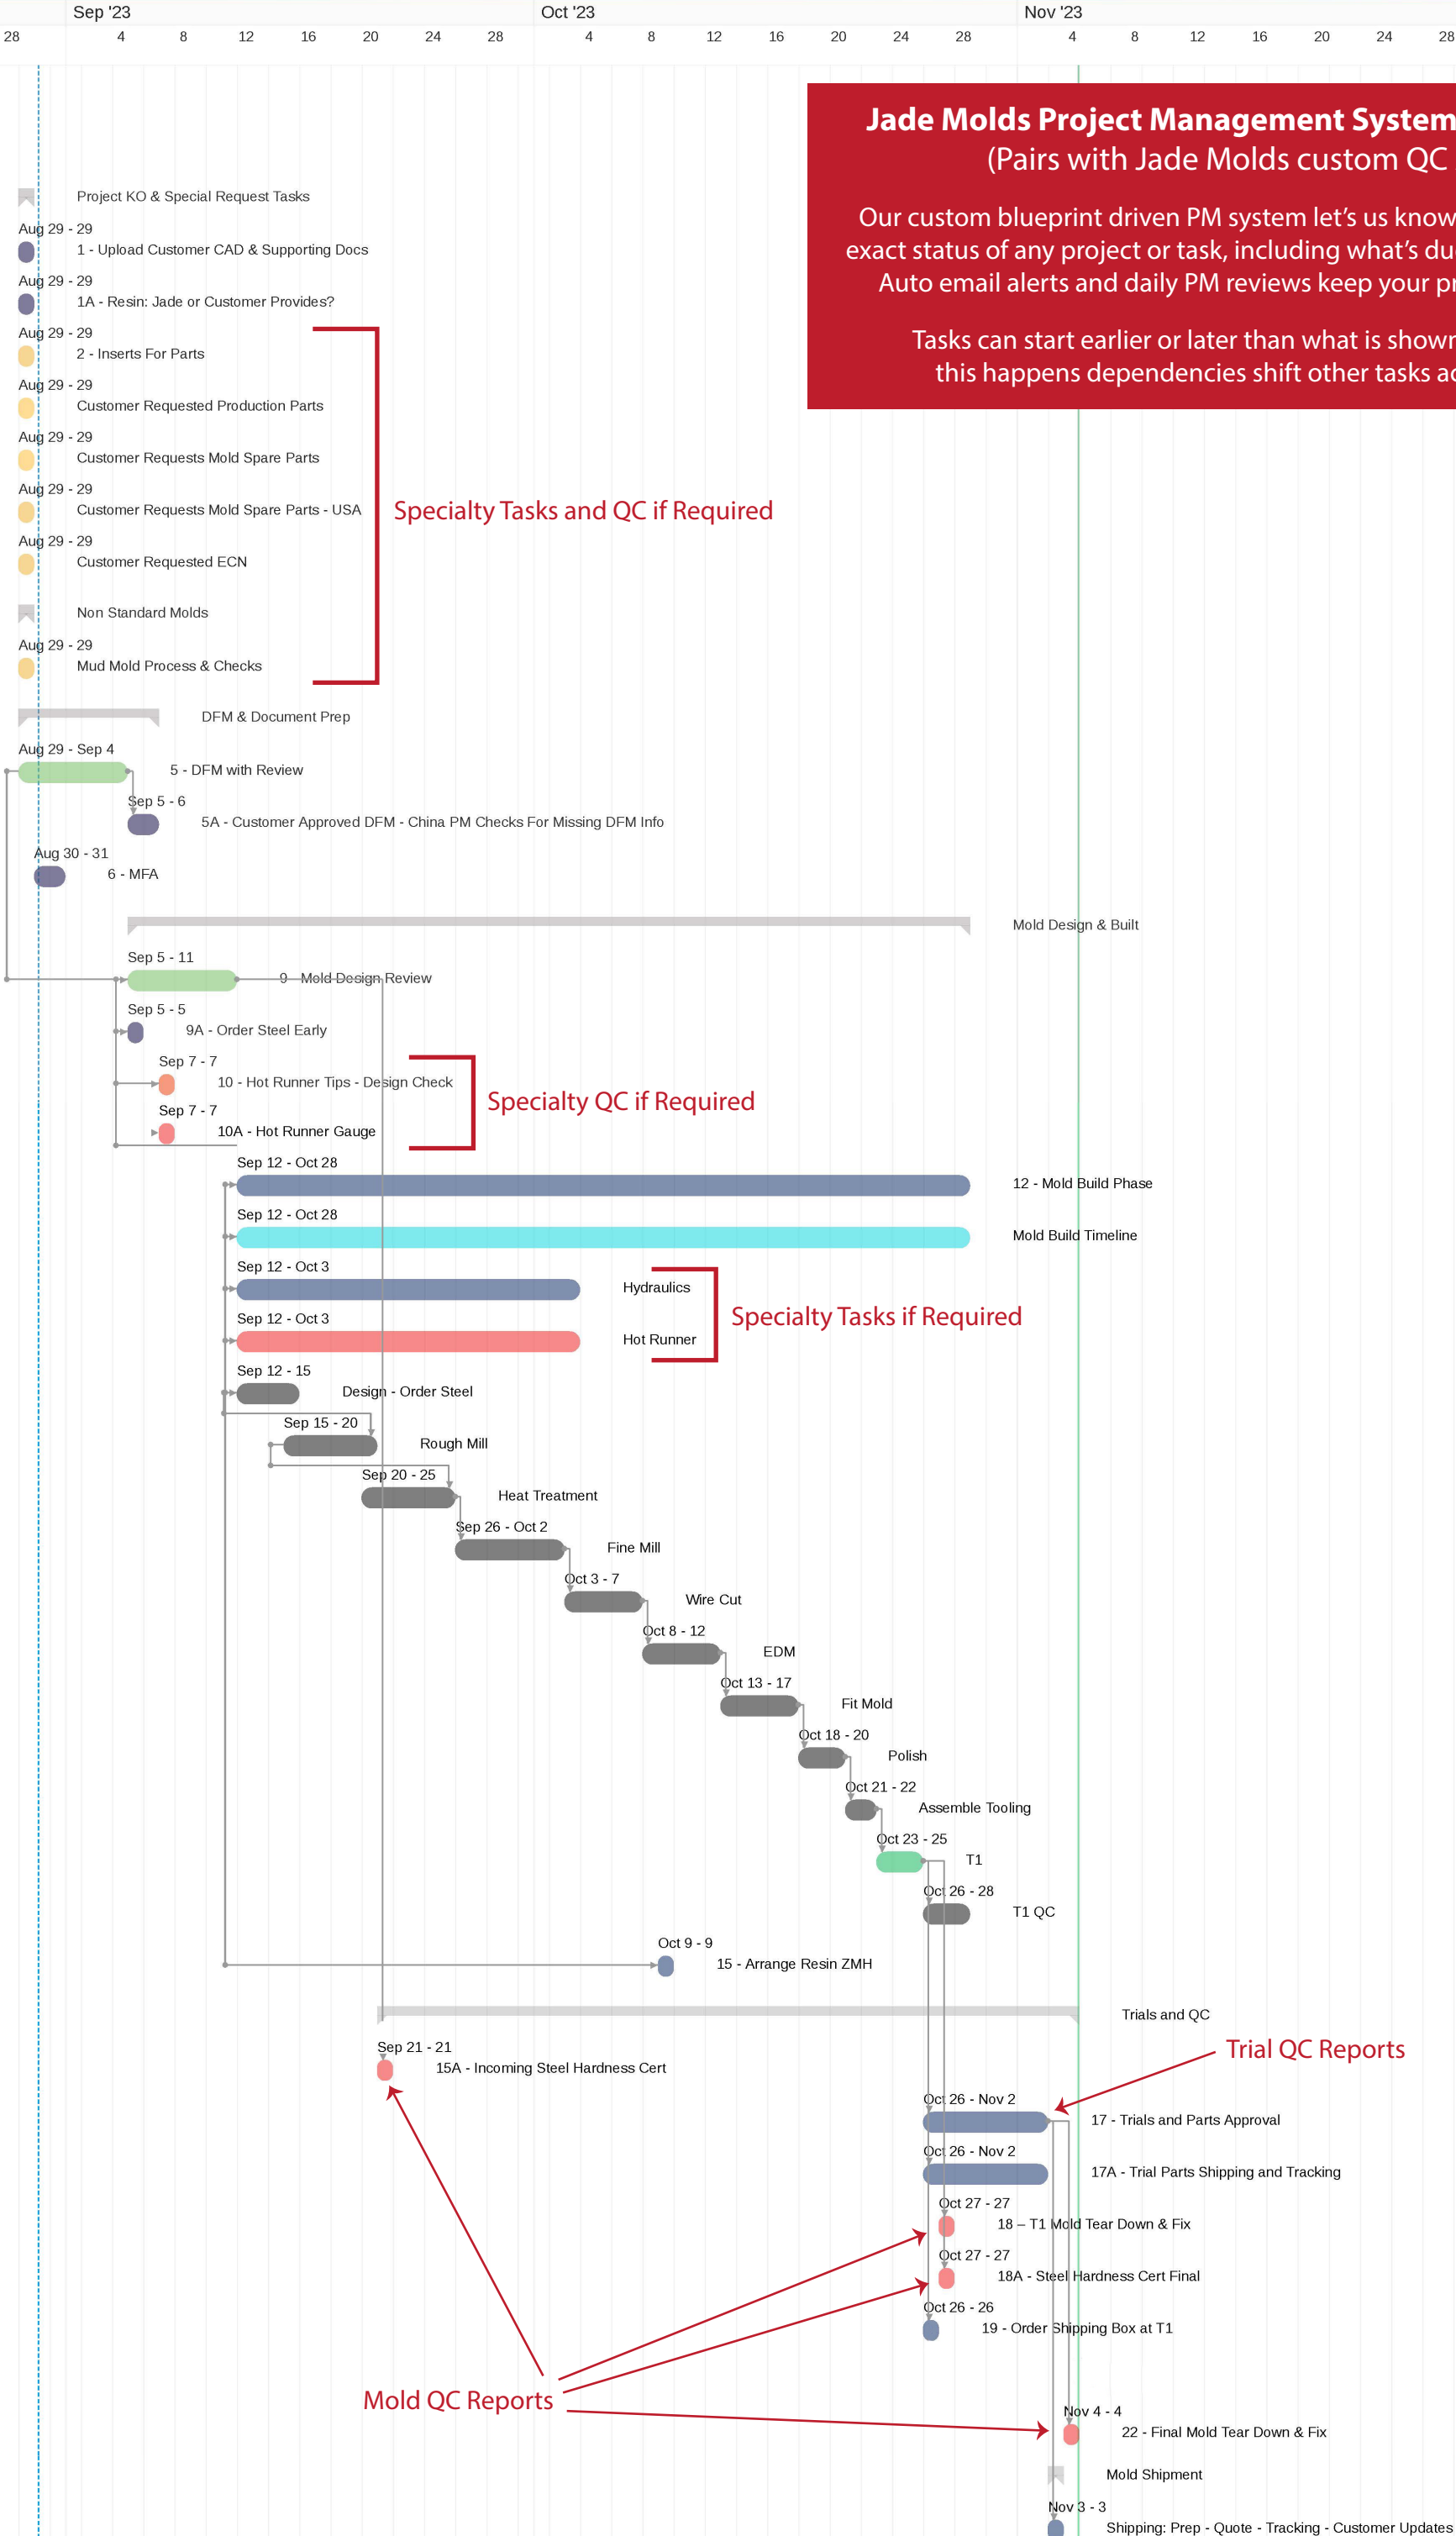 Sep '23 Oct '23 Nov '23
28 4 8 12 16 20 24 28 4 8 12 16 20 24 28 4 8 12 16 20 24 28
Jade Molds Project Management System
(Pairs with Jade Molds custom QC
Our custom blueprint driven PM system let's us know
exact status of any project or task, including what's du
Auto email alerts and daily PM reviews keep your pr
Tasks can start earlier or later than what is shown
this happens dependencies shift other tasks ac
Project KO & Special Request Tasks
Aug 29 - 29
1 - Upload Customer CAD & Supporting Docs
Aug 29 - 29
1A - Resin: Jade or Customer Provides?
Aug 29 - 29
2 - Inserts For Parts
Aug 29 - 29
Customer Requested Production Parts
Aug 29 - 29
Customer Requests Mold Spare Parts
Aug 29 - 29
Customer Requests Mold Spare Parts - USA
Specialty Tasks and QC if Required
Aug 29 - 29
Customer Requested ECN
Non Standard Molds
Aug 29 - 29
Mud Mold Process & Checks
DFM & Document Prep
Aug 29 - Sep 4
5 - DFM with Review
Sep 5 - 6
5A - Customer Approved DFM - China PM Checks For Missing DFM Info
Aug 30 - 31
6 - MFA
Mold Design & Built
Sep 5 - 11
9 - Mold Design Review
Sep 5 - 5
9A - Order Steel Early
Sep 7 - 7
10 - Hot Runner Tips - Design Check
Specialty QC if Required
Sep 7 - 7
10A - Hot Runner Gauge
Sep 12 - Oct 28
12 - Mold Build Phase
Sep 12 - Oct 28
Mold Build Timeline
Sep 12 - Oct 3
Hydraulics
Specialty Tasks if Required
Sep 12 - Oct 3
Hot Runner
Sep 12 - 15
Design - Order Steel
Sep 15 - 20
Rough Mill
Sep 20 - 25
Heat Treatment
Sep 26 - Oct 2
Fine Mill
Oct 3 - 7
Wire Cut
Oct 8 - 12
EDM
Oct 13 - 17
Fit Mold
Oct 18 - 20
Polish
Oct 21 - 22
Assemble Tooling
Oct 23 - 25
T1
Oct 26 - 28
T1 QC
Oct 9 - 9
15 - Arrange Resin ZMH
Trials and QC
Sep 21 - 21
15A - Incoming Steel Hardness Cert
Trial QC Reports
Oct 26 - Nov 2
17 - Trials and Parts Approval
Oct 26 - Nov 2
17A - Trial Parts Shipping and Tracking
Oct 27 - 27
18 – T1 Mold Tear Down & Fix
Oct 27 - 27
18A - Steel Hardness Cert Final
Oct 26 - 26
19 - Order Shipping Box at T1
Mold QC Reports
Nov 4 - 4
22 - Final Mold Tear Down & Fix
Mold Shipment
Nov 3 - 3
Shipping: Prep - Quote - Tracking - Customer Updates